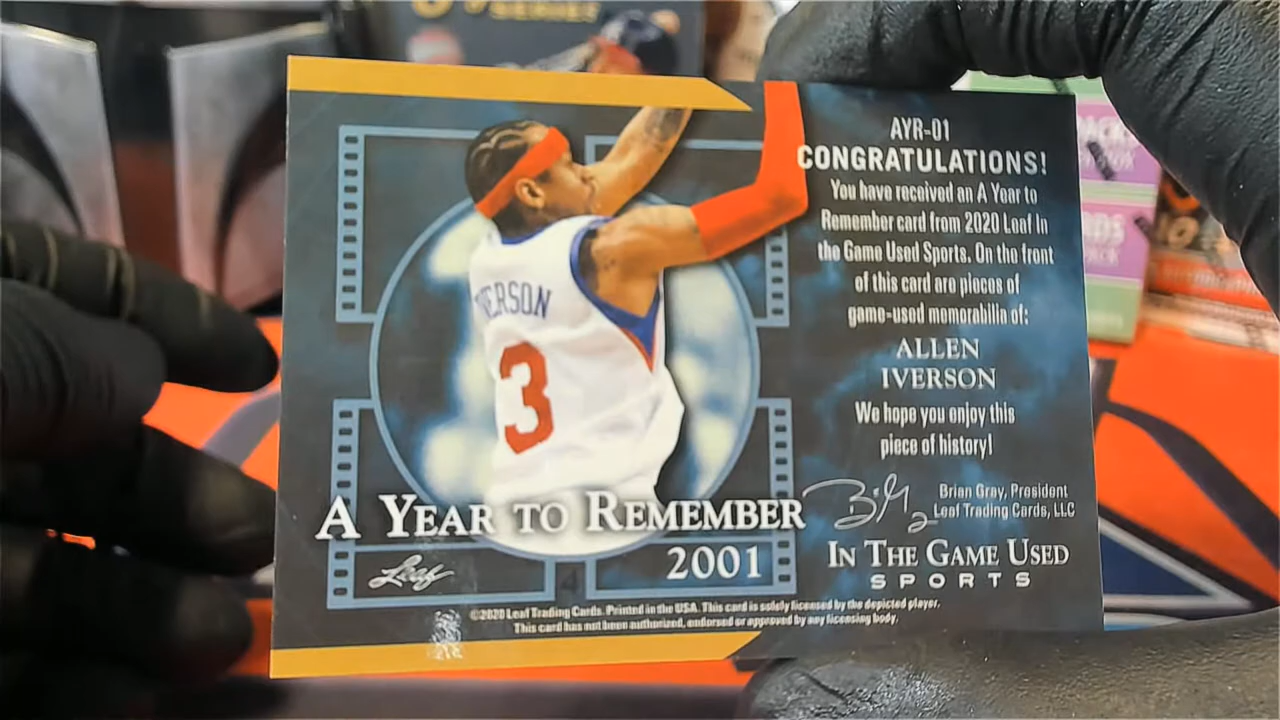 SERIES
AYR-01
CONGRATULATIONS!
You have received an A Year to
Remember card from 2020 Leaf In
the Game Used Sports. On the front
of this card are pieces of
game-used memorabilia of:
ALLEN
IVERSON
We hope you enjoy this
piece of history!
Brian Gray, President
Leaf Trading Cards, LLC
IN THE GAME USED
SPORTS
ERSON
3
A YEAR TO REMEMBER
2001
Leaf
4
©2020 Leaf Trading Cards. Printed in the USA. This card is solely licensed by the depicted player.
This card has not been authorized, endorsed or approved by any licensing body.